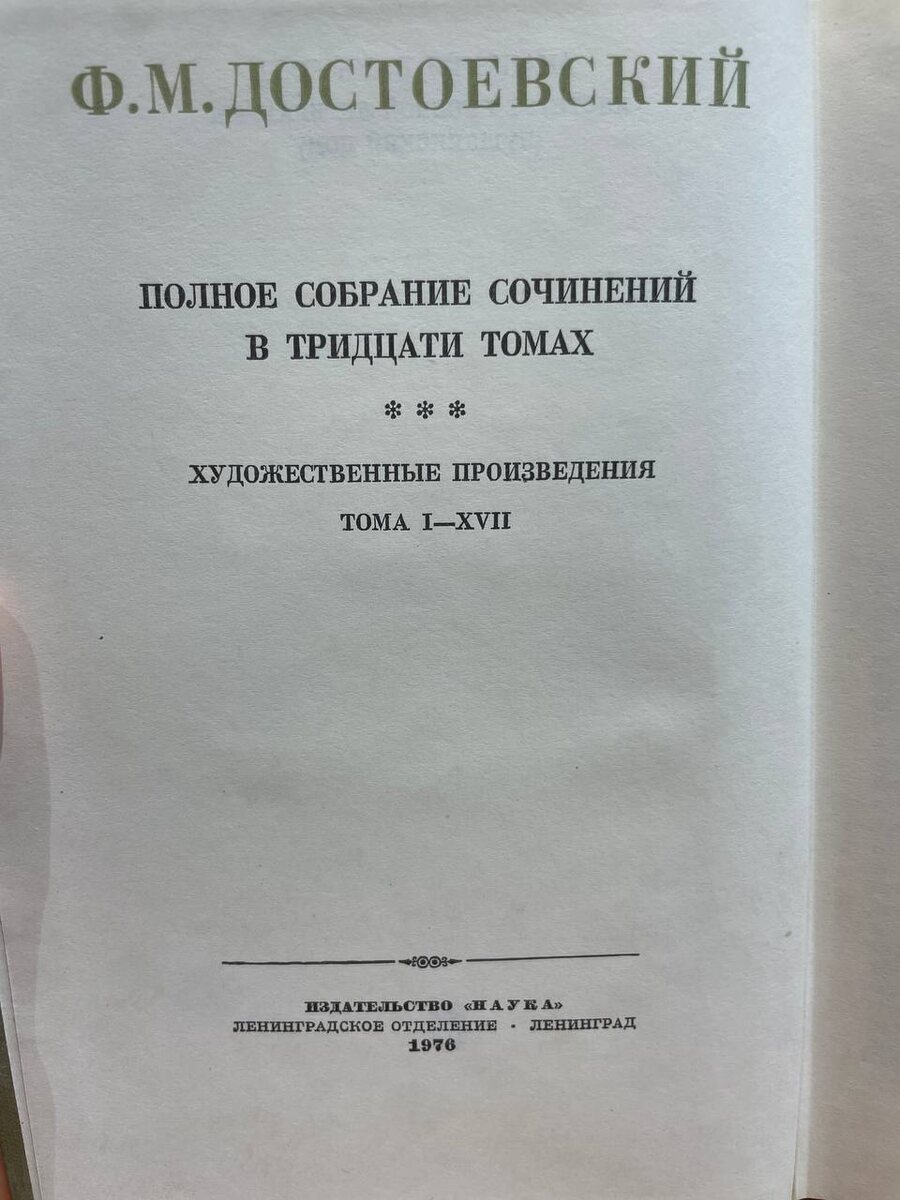 Ф.М.ДОСТОЕВСКИЙ
ПОЛНОЕ СОБРАНИЕ СОЧИНЕНИЙ
В ТРИДЦАТИ ТОМАХ
* * *
ХУДОЖЕСТВЕННЫЕ ПРОИЗВЕДЕНИЯ
ТОМА I—XVII
ИЗДАТЕЛЬСТВО «НАУКА»
ЛЕНИНГРАДСКОЕ ОТДЕЛЕНИЕ · ЛЕНИНГРАД
1976